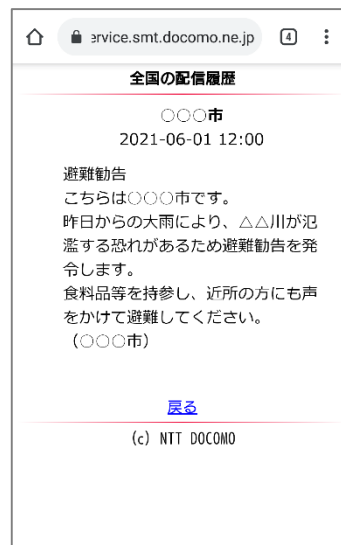 ervice.smt.docomo.ne.jp 4
全国の配信履歴
○○○市
2021-06-01 12:00
避難勧告
こちらは○○○市です。
昨日からの大雨により、△△川が氾
濫する恐れがあるため避難勧告を発
令します。
食料品等を持参し、近所の方にも声
をかけて避難してください。
（○○○市）
戻る
(c) NTT DOCOMO